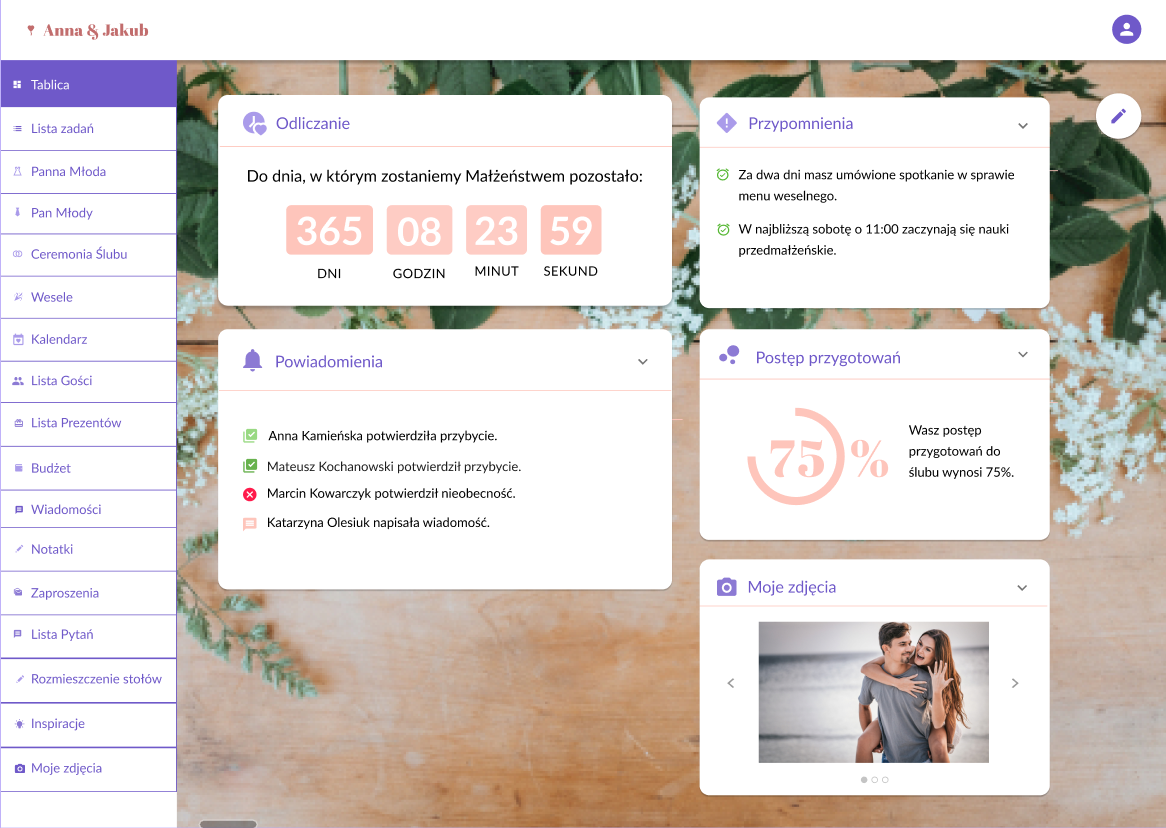 Anna & Jakub
Tablica
Lista zadań
Panna Młoda
Pan Młody
Ceremonia Ślubu
Wesele
Kalendarz
Lista Gości
Lista Prezentów
Budżet
Wiadomości
Notatki
Zaproszenia
Lista Pytań
Rozmieszczenie stołów
Inspiracje
Moje zdjęcia
Odliczanie
Do dnia, w którym zostaniemy Małżeństwem pozostało:
365 08 23 59
DNI GODZIN MINUT SEKUND
Przypomnienia
Za dwa dni masz umówione spotkanie w sprawie
menu weselnego.
W najbliższą sobotę o 11:00 zaczynają się nauki
przedmałżeńskie.
Powiadomienia
Anna Kamieńska potwierdziła przybycie.
Mateusz Kochanowski potwierdził przybycie.
Marcin Kowarczyk potwierdził nieobecność.
Katarzyna Olesiuk napisała wiadomość.
Postęp przygotowań
75 %
Wasz postęp
przygotowań do
ślubu wynosi 75%.
Moje zdjęcia